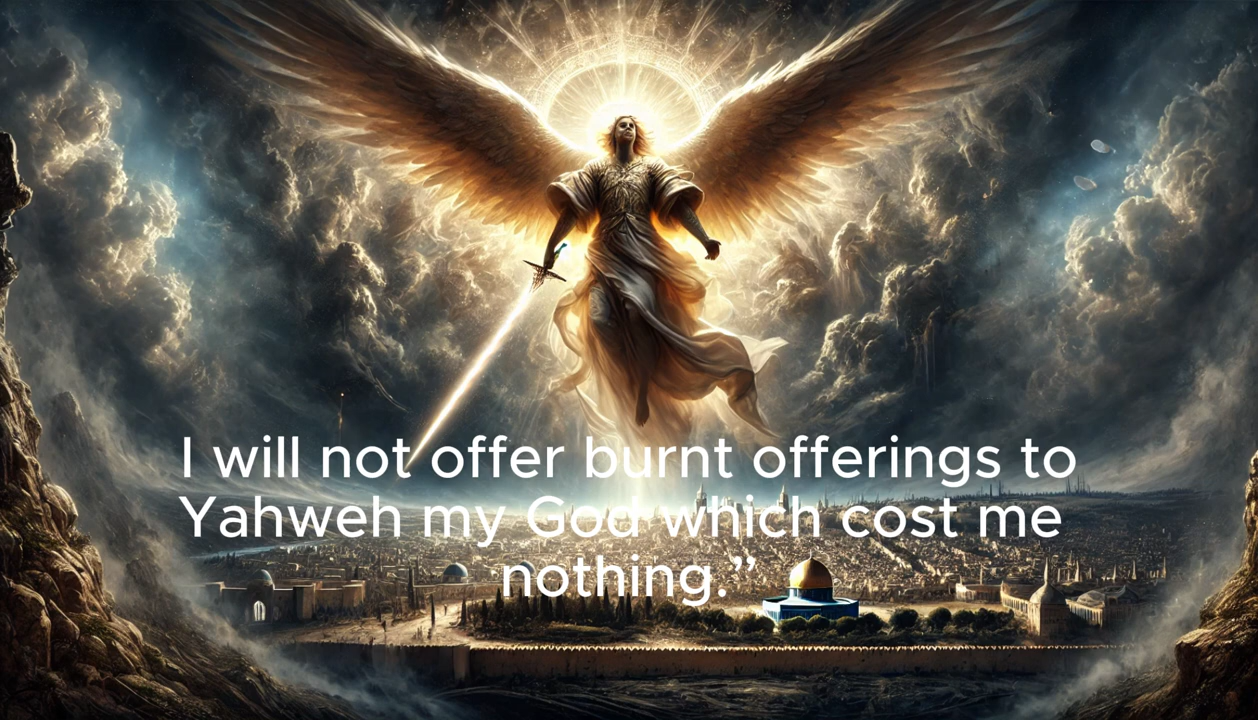 I will not offer burnt offerings to
Yahweh my God which cost me
nothing.”